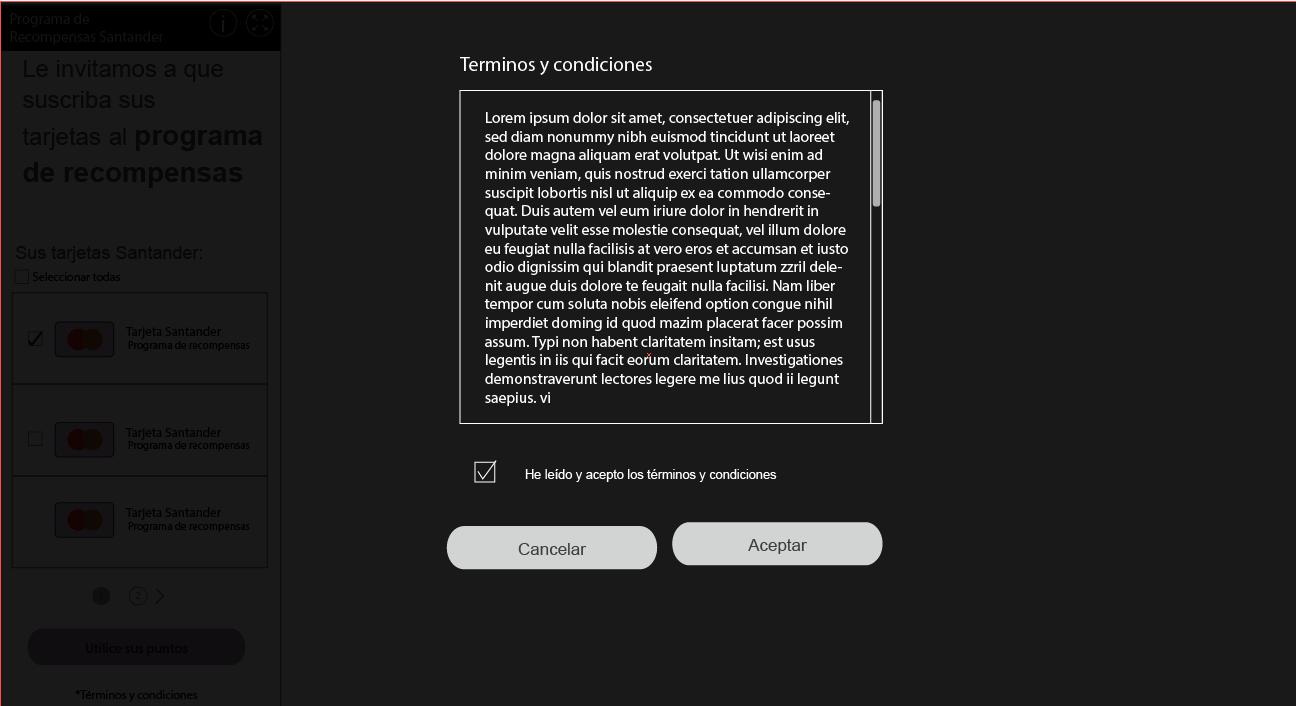 Programa de
Recompensas Santander
i
Le invitamos a que
suscriba sus
tarjetas al programa
de recompensas
Sus tarjetas Santander:
Seleccionar todas
Tarjeta Santander
Programa de recompensas
Tarjeta Santander
Programa de recompensas
Tarjeta Santander
Programa de recompensas
1 2
Utilice sus puntos
*Términos y condiciones
Terminos y condiciones
Lorem ipsum dolor sit amet, consectetuer adipiscing elit,
sed diam nonummy nibh euismod tincidunt ut laoreet
dolore magna aliquam erat volutpat. Ut wisi enim ad
minim veniam, quis nostrud exerci tation ullamcorper
suscipit lobortis nisl ut aliquip ex ea commodo conse-
quat. Duis autem vel eum iriure dolor in hendrerit in
vulputate velit esse molestie consequat, vel illum dolore
eu feugiat nulla facilisis at vero eros et accumsan et iusto
odio dignissim qui blandit praesent luptatum zzril dele-
nit augue duis dolore te feugait nulla facilisi. Nam liber
tempor cum soluta nobis eleifend option congue nihil
imperdiet doming id quod mazim placerat facer possim
assum. Typi non habent claritatem insitam; est usus
legentis in iis qui facit eorum claritatem. Investigationes
demonstraverunt lectores legere me lius quod ii legunt
saepius. vi
He leído y acepto los términos y condiciones
Cancelar
Aceptar